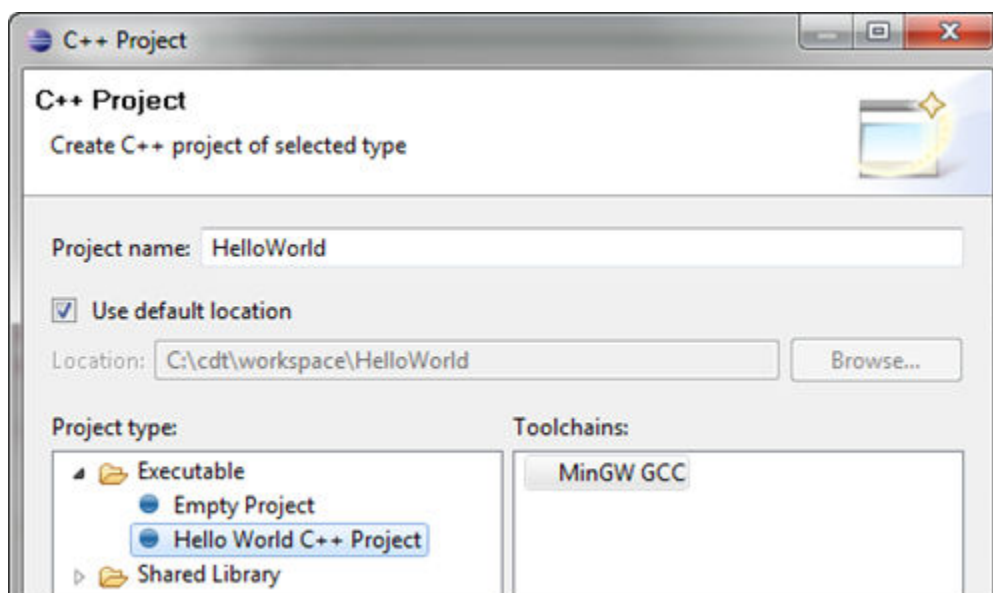 C++ Project
C++ Project
Create C++ project of selected type
Project name: HelloWorld
Use default location
Location: C:\cdt\workspace\HelloWorld Browse...
Project type: Toolchains:
Executable MinGW GCC
Empty Project
Hello World C++ Project
Shared Library